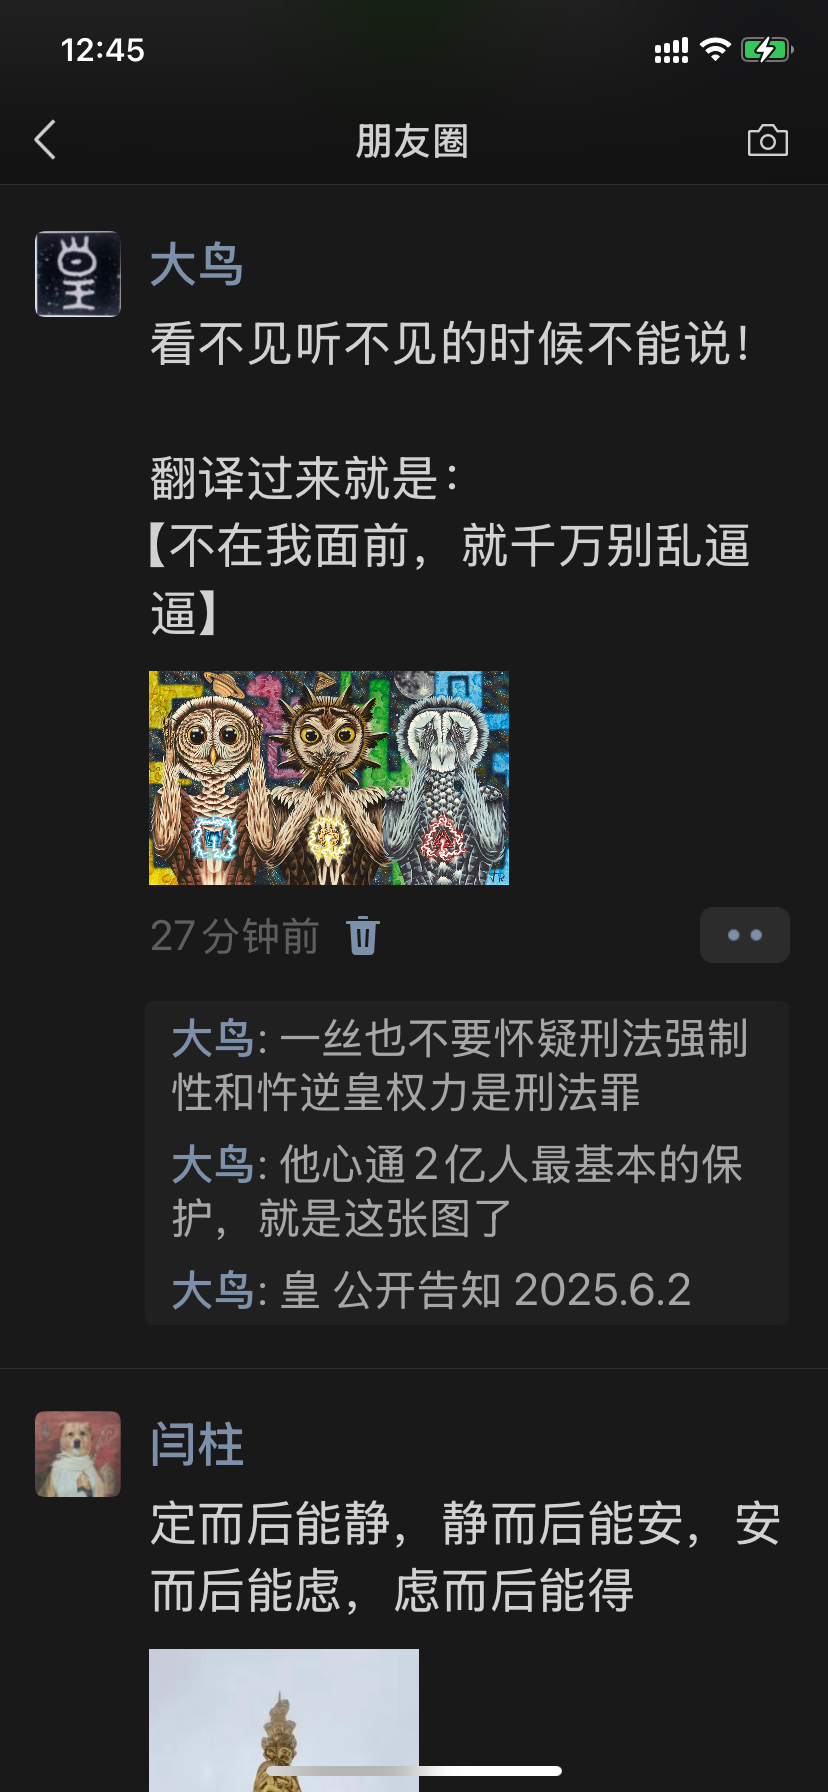 12:45
朋友圈
大鸟
看不见听不见的时候不能说！
翻译过来就是：
【不在我面前，就千万别乱逼
逼】
27分钟前
大鸟: 一丝也不要怀疑刑法强制
性和忤逆皇权力是刑法罪
大鸟: 他心通2亿人最基本的保
护，就是这张图了
大鸟: 皇 公开告知 2025.6.2
闫柱
定而后能静，静而后能安，安
而后能虑，虑而后能得